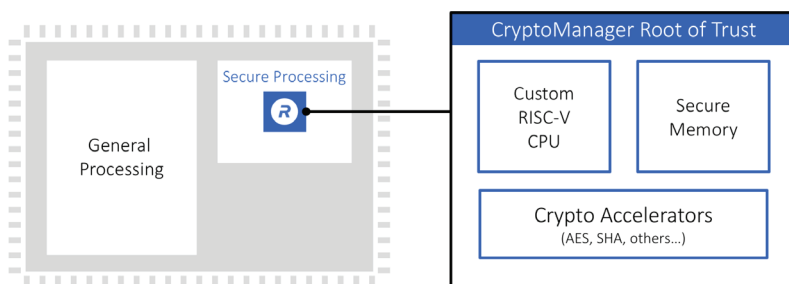 CryptoManager Root of Trust
Secure Processing
R
General
Processing
Custom
RISC-V
CPU
Secure
Memory
Crypto Accelerators
(AES, SHA, others...)